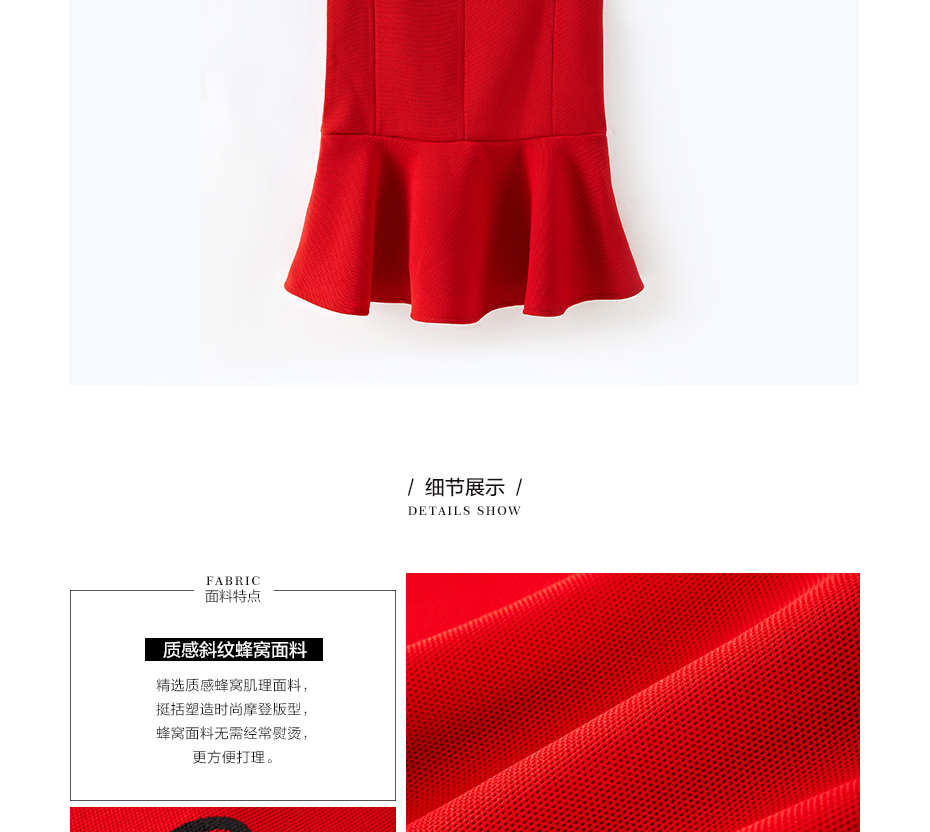 / 细节展示 /
DETAILS SHOW
FABRIC
面料特点
质感斜纹蜂窝面料
精选质感蜂窝肌理面料，
挺括塑造时尚摩登版型，
蜂窝面料无需经常熨烫，
更方便打理。